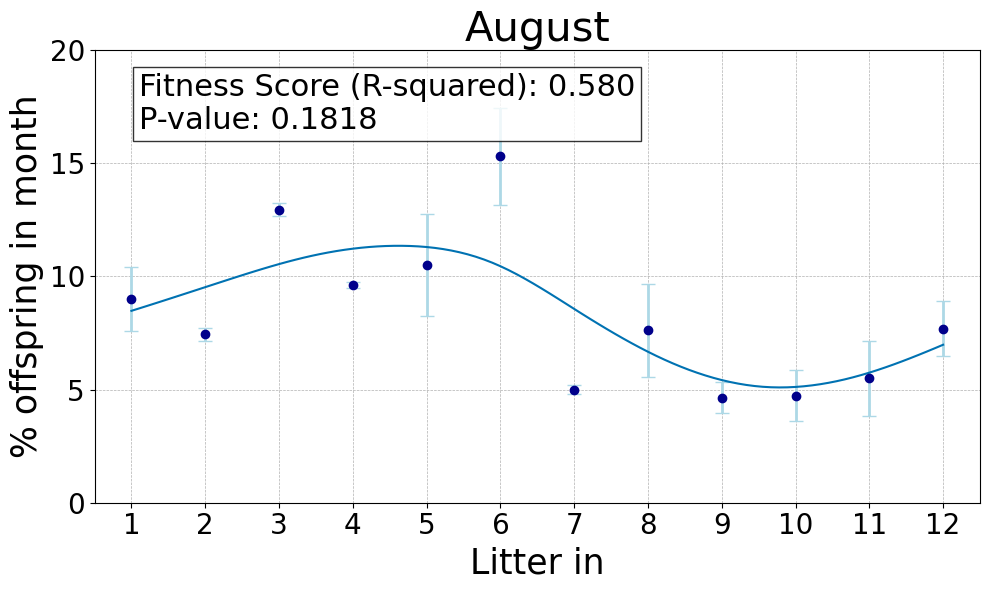 August
Fitness Score (R-squared): 0.580
P-value: 0.1818
% offspring in month
20
15
10
5
0
1 2 3 4 5 6 7 8 9 10 11 12
Litter in